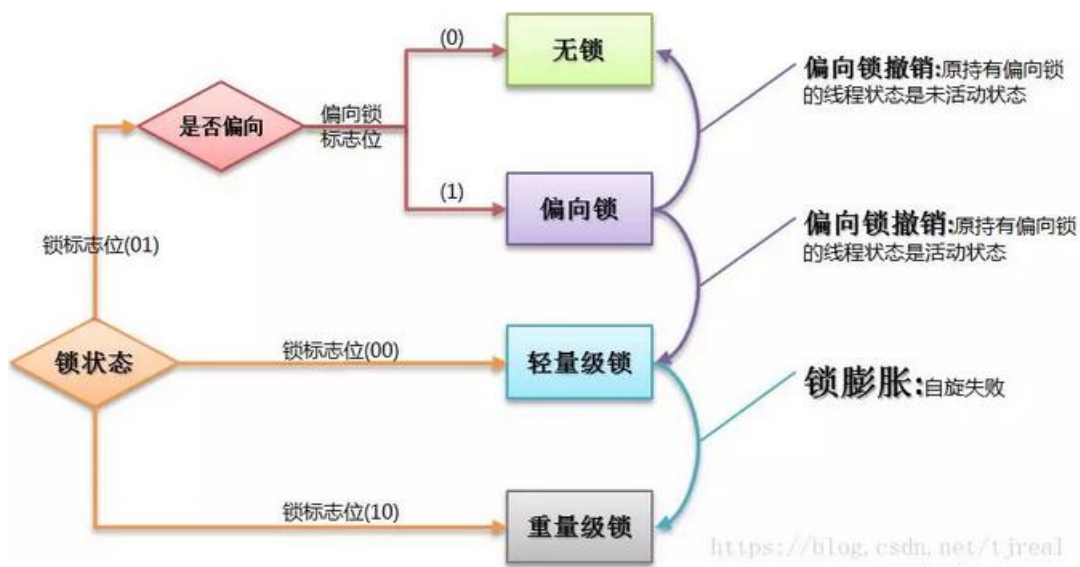 (0)
无锁
偏向锁撤销:原持有偏向锁
的线程状态是未活动状态
是否偏向
偏向锁
标志位
(1)
偏向锁
偏向锁撤销:原持有偏向锁
的线程状态是活动状态
锁标志位(01)
锁状态
锁标志位(00)
轻量级锁
锁膨胀:自旋失败
锁标志位(10)
重量级锁
https://blog.csdn.net/tjreal